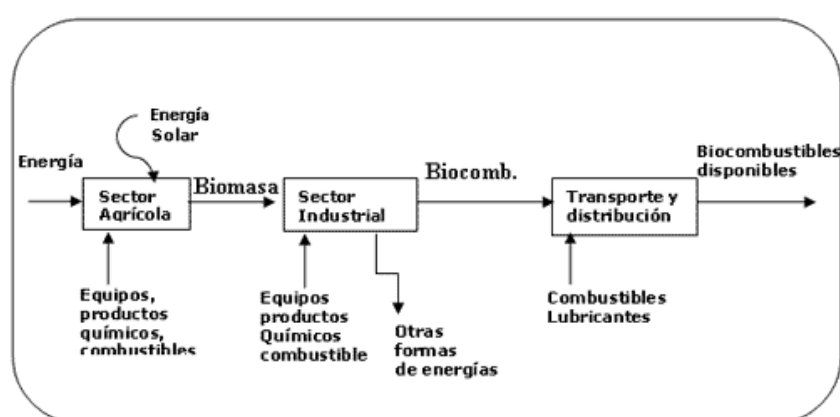 Energía
Solar
Energía
Sector
Agrícola
Biomasa
Sector
Industrial
Biocomb.
Transporte y
distribución
Biocombustibles
disponibles
Equipos,
productos
químicos,
combustibles
Equipos
productos
Químicos
combustible
Otras
formas
de energías
Combustibles
Lubricantes